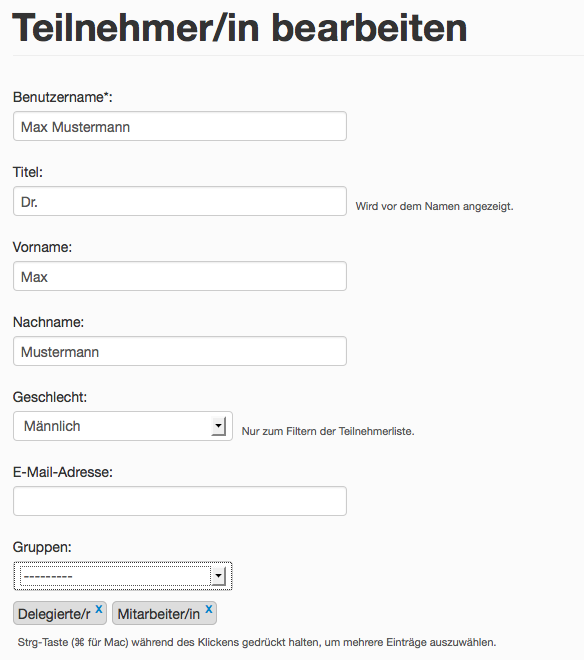 Teilnehmer/in bearbeiten
Benutzername*:
Max Mustermann
Titel:
Dr.
Wird vor dem Namen angezeigt.
Vorname:
Max
Nachname:
Mustermann
Geschlecht:
Männlich
Nur zum Filtern der Teilnehmerliste.
E-Mail-Adresse:
Gruppen:
---------
Delegierte/r x Mitarbeiter/in x
Strg-Taste (⌘ für Mac) während des Klickens gedrückt halten, um mehrere Einträge auszuwählen.